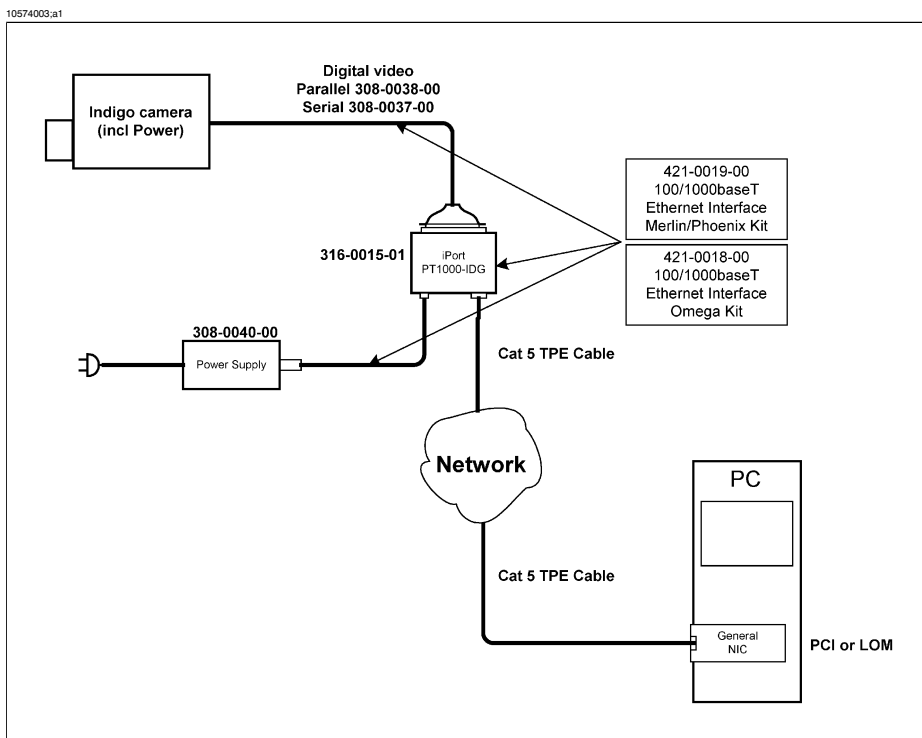 10574003;a1
Digital video
Parallel 308-0038-00
Serial 308-0037-00
Indigo camera
(incl Power)
421-0019-00
100/1000baseT
Ethernet Interface
Merlin/Phoenix Kit
316-0015-01
iPort
PT1000-IDG
421-0018-00
100/1000baseT
Ethernet Interface
Omega Kit
308-0040-00
Power Supply
Cat 5 TPE Cable
Network
PC
Cat 5 TPE Cable
General
NIC
PCI or LOM